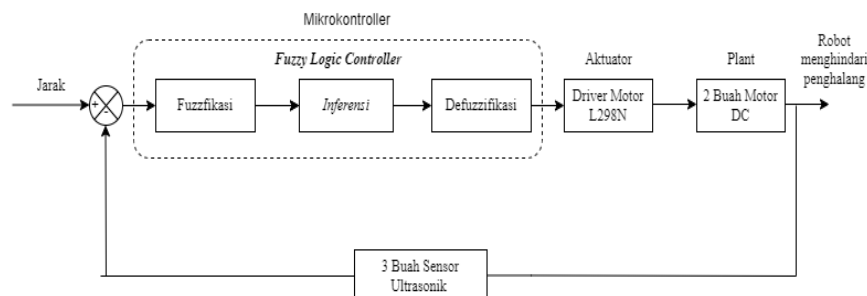 Mikrokontroller
Fuzzy Logic Controller
Aktuator
Plant
Robot
menghindari
penghalang
Jarak
+
-
Fuzzfikasi
Inferensi
Defuzzifikasi
Driver Motor
L298N
2 Buah Motor
DC
3 Buah Sensor
Ultrasonik